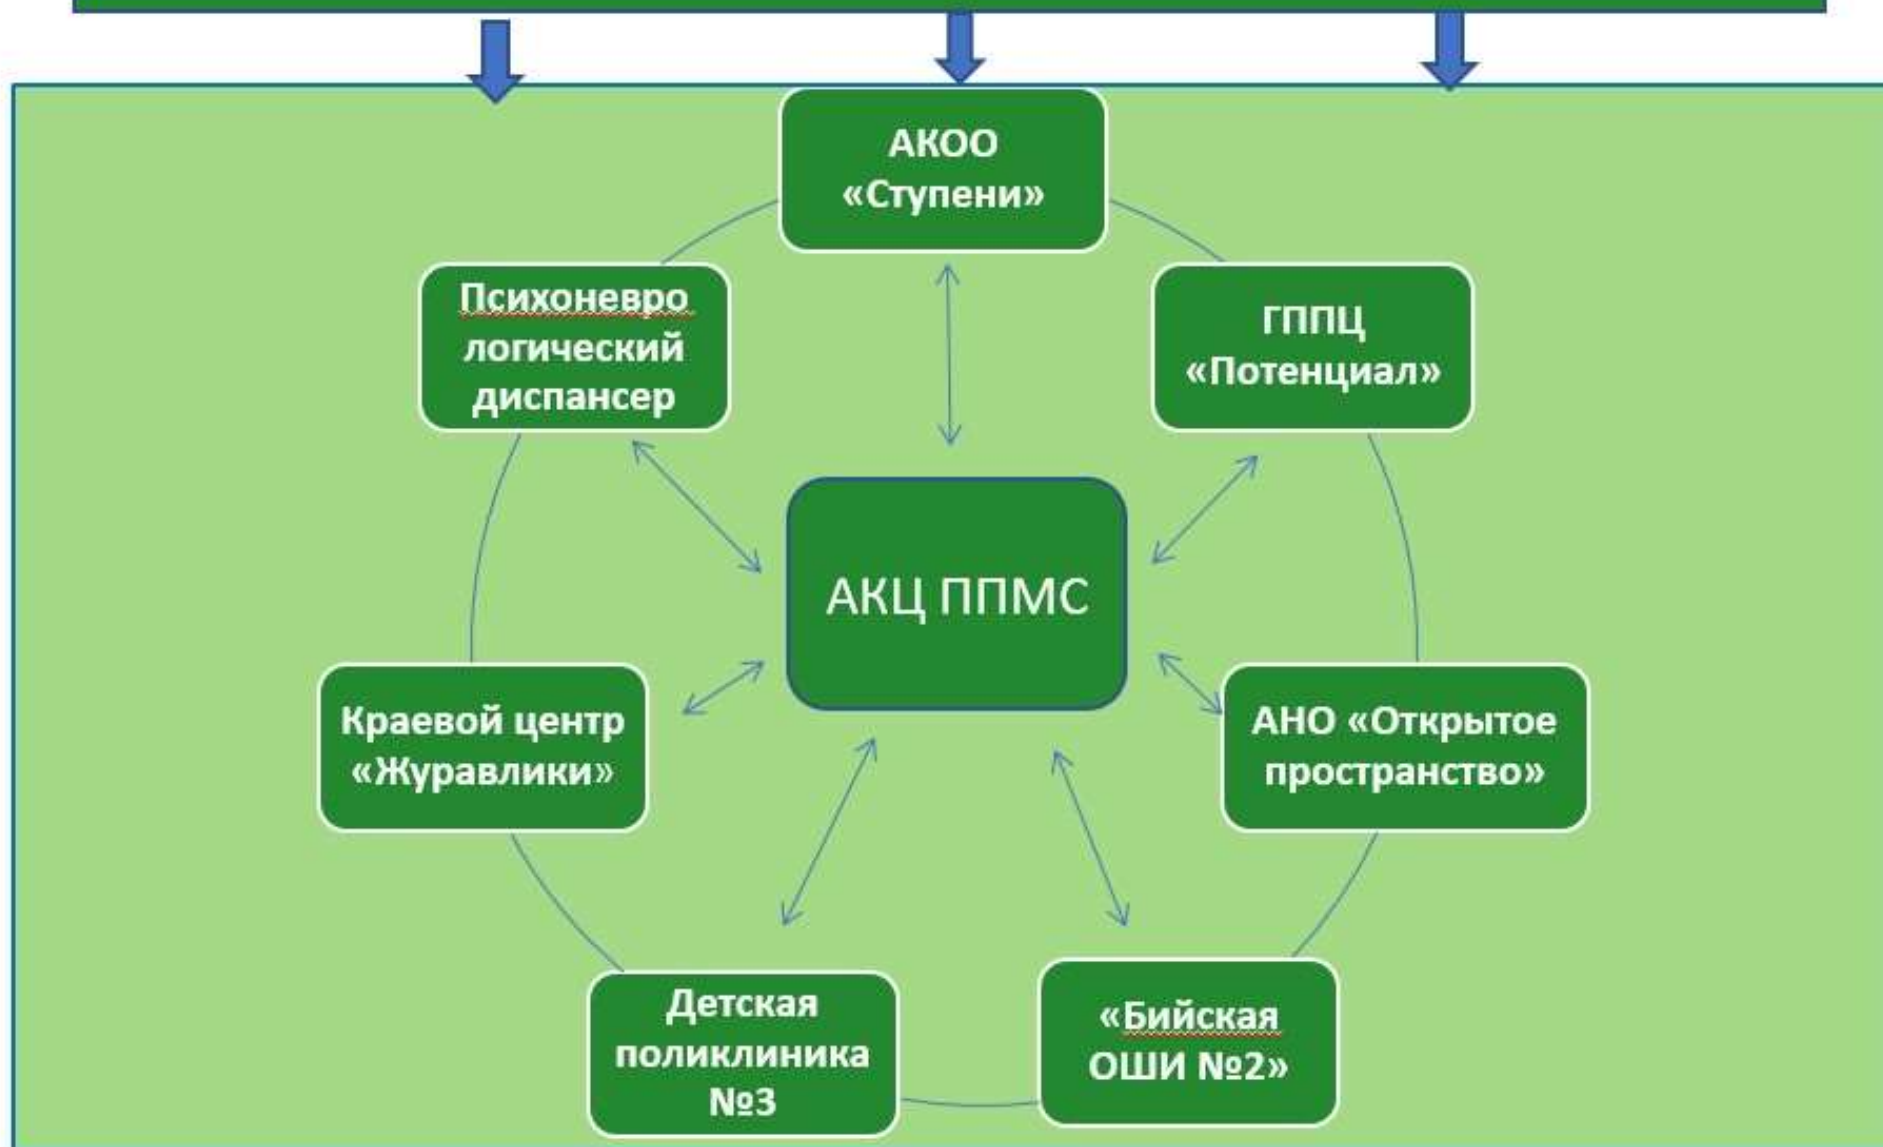 АКОО
«Ступени»
Психоневро
логический
диспансер
ГППЦ
«Потенциал»
АКЦ ППМС
Краевой центр
«Журавлики»
АНО «Открытое
пространство»
Детская
поликлиника
№3
«Бийская
ОШИ №2»